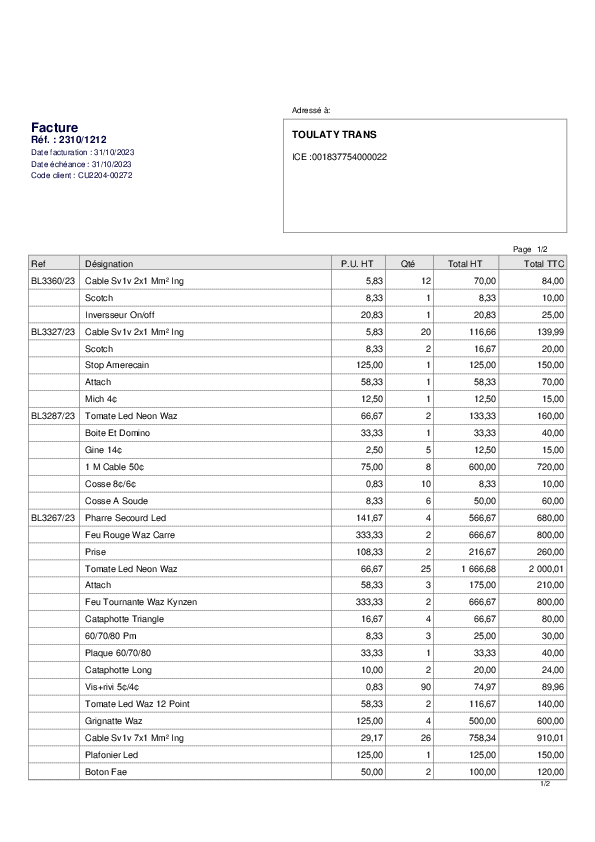 Adressé à:
Facture
Réf. : 2310/1212
Date facturation : 31/10/2023
Date échéance : 31/10/2023
Code client : CU2204-00272
TOULATY TRANS
ICE :001837754000022
Page 1/2
Ref Désignation P.U. HT Qté Total HT Total TTC
BL3360/23 Cable Sv1v 2x1 Mm² Ing 5,83 12 70,00 84,00
Scotch 8,33 1 8,33 10,00
Inversseur On/off 20,83 1 20,83 25,00
BL3327/23 Cable Sv1v 2x1 Mm² Ing 5,83 20 116,66 139,99
Scotch 8,33 2 16,67 20,00
Stop Amerecain 125,00 1 125,00 150,00
Attach 58,33 1 58,33 70,00
Mich 4¢ 12,50 1 12,50 15,00
BL3287/23 Tomate Led Neon Waz 66,67 2 133,33 160,00
Boite Et Domino 33,33 1 33,33 40,00
Gine 14¢ 2,50 5 12,50 15,00
1 M Cable 50¢ 75,00 8 600,00 720,00
Cosse 8¢/6¢ 0,83 10 8,33 10,00
Cosse A Soude 8,33 6 50,00 60,00
BL3267/23 Pharre Secourd Led 141,67 4 566,67 680,00
Feu Rouge Waz Carre 333,33 2 666,67 800,00
Prise 108,33 2 216,67 260,00
Tomate Led Neon Waz 66,67 25 1 666,68 2 000,01
Attach 58,33 3 175,00 210,00
Feu Tournante Waz Kynzen 333,33 2 666,67 800,00
Cataphotte Triangle 16,67 4 66,67 80,00
60/70/80 Pm 8,33 3 25,00 30,00
Plaque 60/70/80 33,33 1 33,33 40,00
Cataphotte Long 10,00 2 20,00 24,00
Vis+rivi 5¢/4¢ 0,83 90 74,97 89,96
Tomate Led Waz 12 Point 58,33 2 116,67 140,00
Grignatte Waz 125,00 4 500,00 600,00
Cable Sv1v 7x1 Mm² Ing 29,17 26 758,34 910,01
Plafonier Led 125,00 1 125,00 150,00
Boton Fae 50,00 2 100,00 120,00
1/2